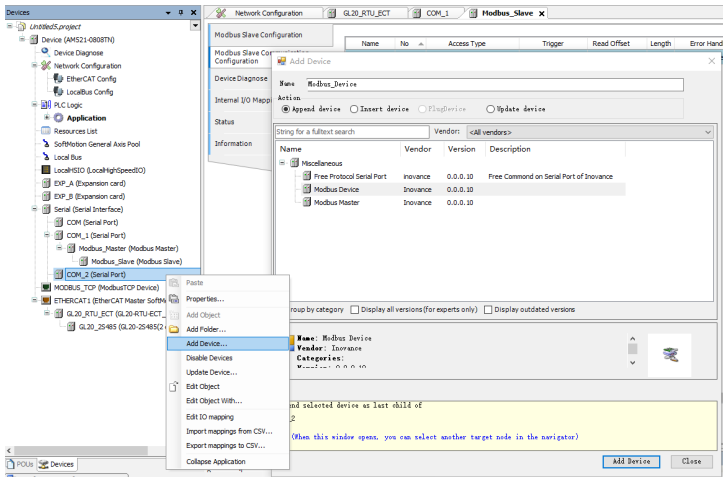 Devices
Untitled5.project
Device (AMS21-0808TN)
Device Diagnose
Network Configuration
EtherCAT Config
LocalBus Config
PLC Logic
Application
Resources List
SoftMotion General Axis Pool
Local Bus
LocalHSIO (LocalHighSpeedIO)
EXP_A (Expansion card)
EXP_B (Expansion card)
Serial (Serial Interface)
COM (Serial Port)
COM_1 (Serial Port)
Modbus_Master (Modbus Master)
Modbus_Slave (Modbus Slave)
COM_2 (Serial Port)
MODBUS_TCP (ModbusTCP Device)
ETHERCAT1 (EtherCAT Master SoftMo
GL20_RTU_ECT (GL20-RTU-ECT_
GL20_2S485 (GL20-2S485(2
POUs
Devices
Paste
Properties...
Add Object
Add Folder...
Add Device...
Disable Devices
Update Device...
Edit Object
Edit Object With...
Edit IO mapping
Import mappings from CSV...
Export mappings to CSV...
Collapse Application
Network Configuration
GL20_RTU_ECT
COM_1
Modbus_Slave
Modbus Slave Configuration
Modbus Slave Communication
Configuration
Device Diagnose
Internal I/O Mapp
Status
Information
Name No Access Type Trigger Read Offset Length Error Hand
Add Device
Name Modbus_Device
Action
Append device Insert device PlugDevice Update device
String for a fulltext search Vendor: <All vendors>
Name Vendor Version Description
Miscellaneous
Free Protocol Serial Port inovance 0.0.0.10 Free Commond on Serial Port of Inovance
Modbus Device Inovance 0.0.0.10
Modbus Master Inovance 0.0.0.10
roup by category Display all versions (for experts only) Display outdated versions
Name: Modbus Device
Vendor: Inovance
Categories:
Version: 0.0.0.10
end selected device as last child of
_2
(When this window opens, you can select another target node in the navigator)
Add Device Close